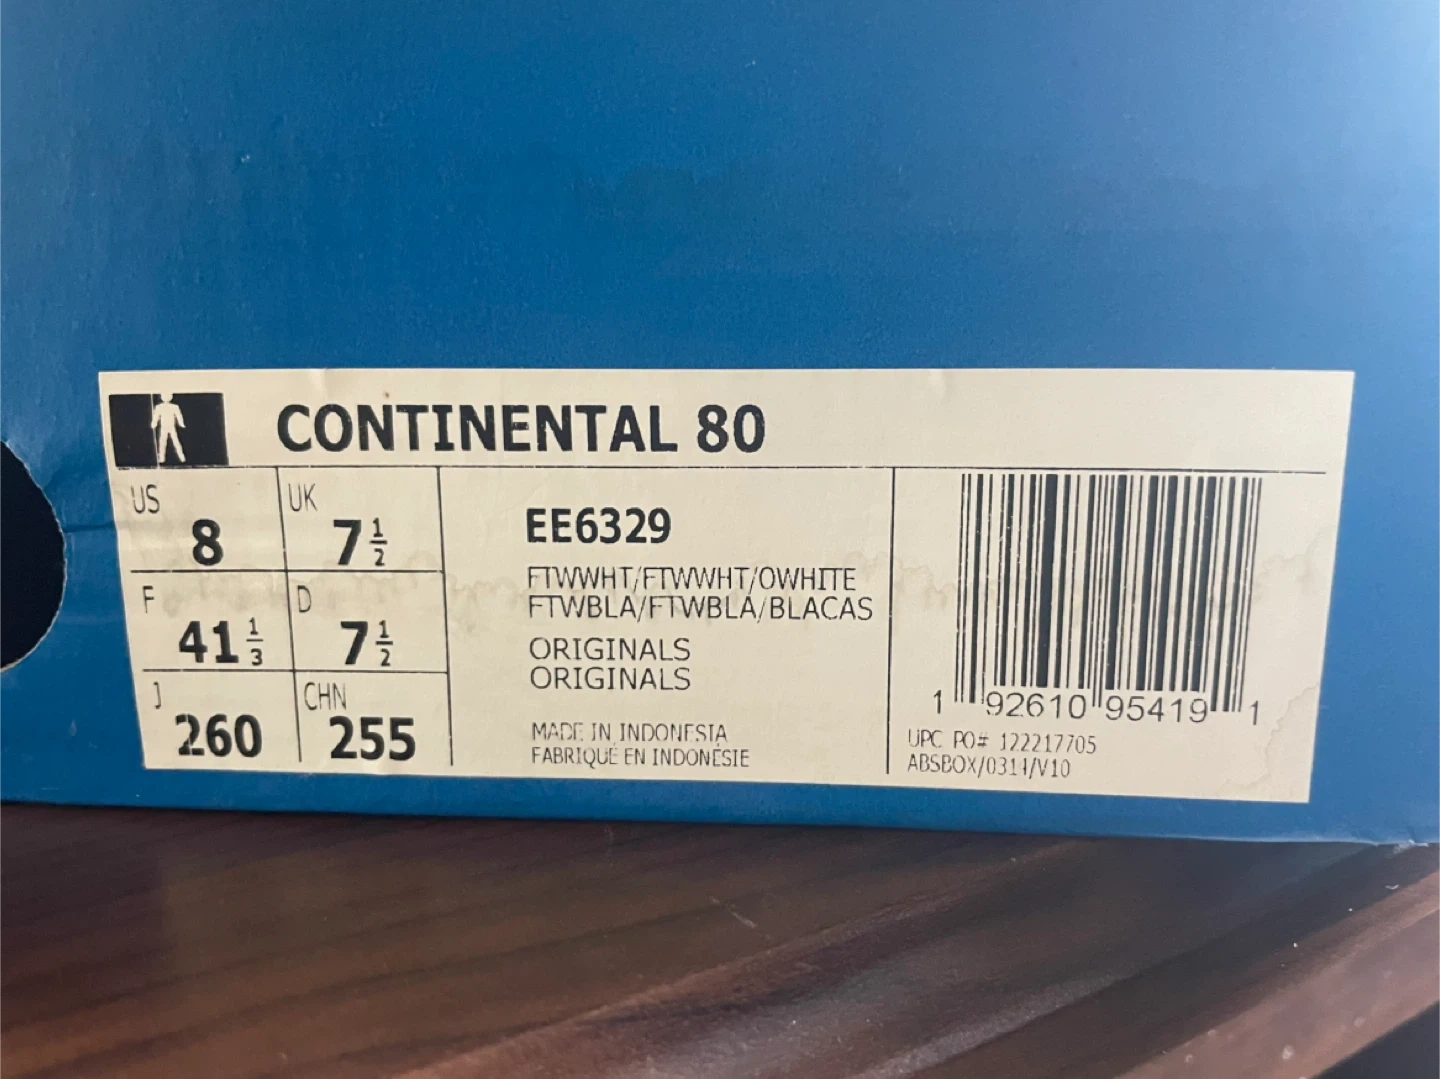 CONTINENTAL 80
US 8
UK 7 1/2
F 41 1/3
D 7 1/2
J 260
CHN 255
EE6329
FTWWHT/FTWWHT/OWHITE
FTWBLA/FTWBLA/BLACAS
ORIGINALS
ORIGINALS
MADE IN INDONESIA
FABRIQUÉ EN INDONÉSIE
1 92610 95419 1
UPC PO# 122217705
ABSBOX/0314/V10